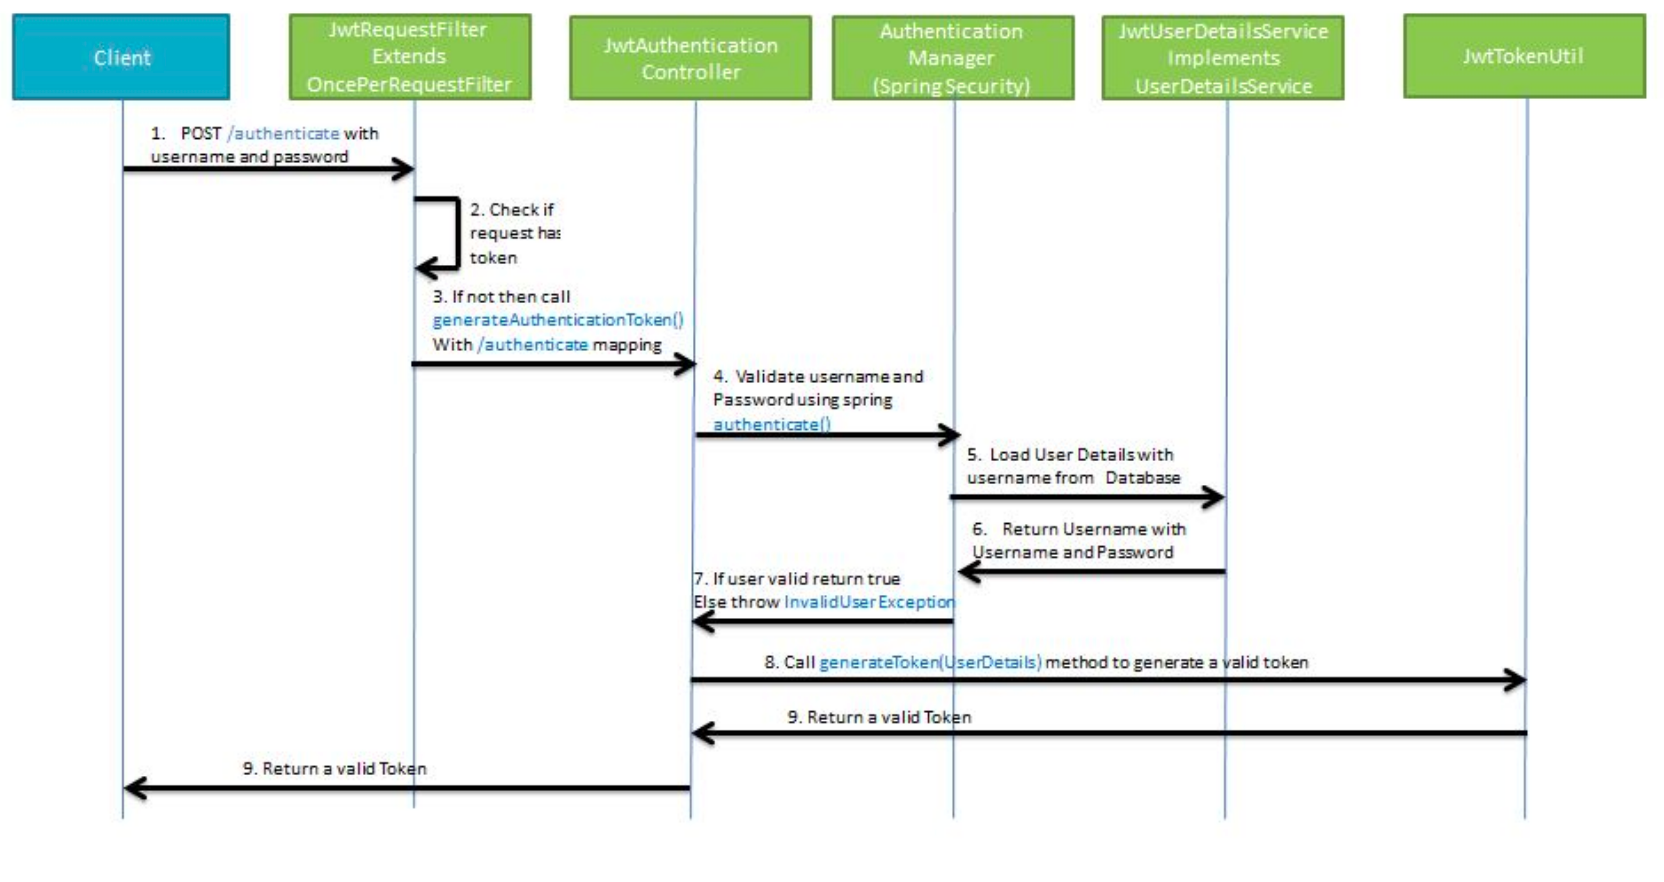 Client
JwtRequestFilter
Extends
OncePerRequestFilter
JwtAuthentication
Controller
Authentication
Manager
(Spring Security)
JwtUserDetailsService
Implements
UserDetailsService
JwtTokenUtil
1. POST /authenticate with
username and password
2. Check if
request has
token
3. If not then call
generateAuthenticationToken()
With /authenticate mapping
4. Validate username and
Password using spring
authenticate()
5. Load User Details with
username from Database
6. Return Username with
Username and Password
7. If user valid return true
Else throw InvalidUserException
8. Call generateToken(UserDetails) method to generate a valid token
9. Return a valid Token
9. Return a valid Token